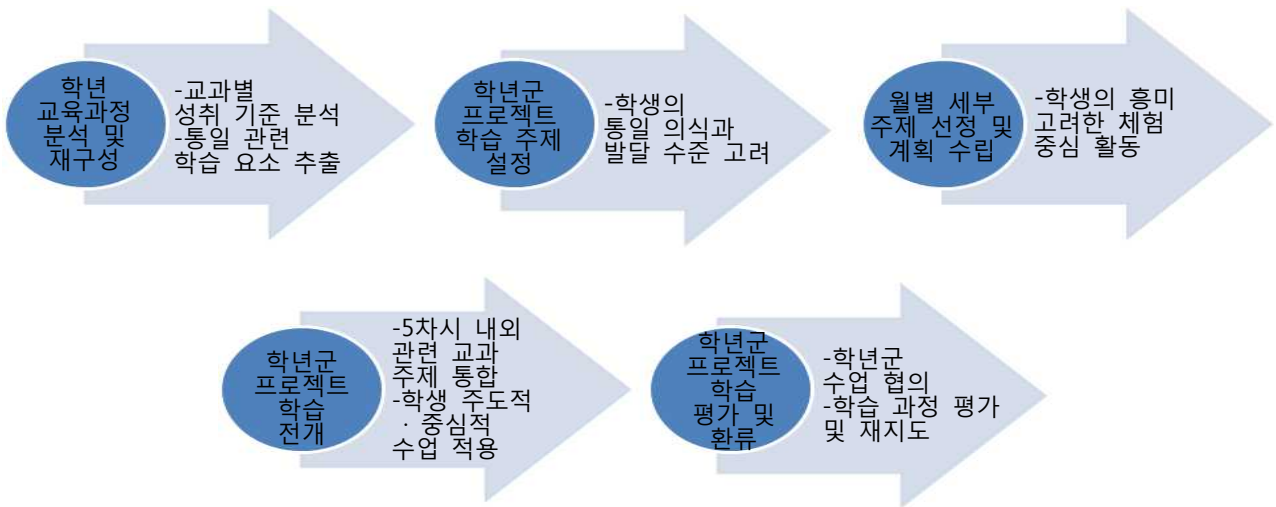 학년
교육과정
분석 및
재구성
-교과별
성취 기준 분석
-통일 관련
학습 요소 추출
학년군
프로젝트
학습 주제
설정
-학생의
통일 의식과
발달 수준 고려
월별 세부
주제 선정 및
계획 수립
-학생의 흥미
고려한 체험
중심 활동
학년군
프로젝트
학습
전개
-5차시 내외
관련 교과
주제 통합
-학생 주도적
· 중심적
수업 적용
학년군
프로젝트
학습
평가 및
환류
-학년군
수업 협의
-학습 과정 평가
및 재지도